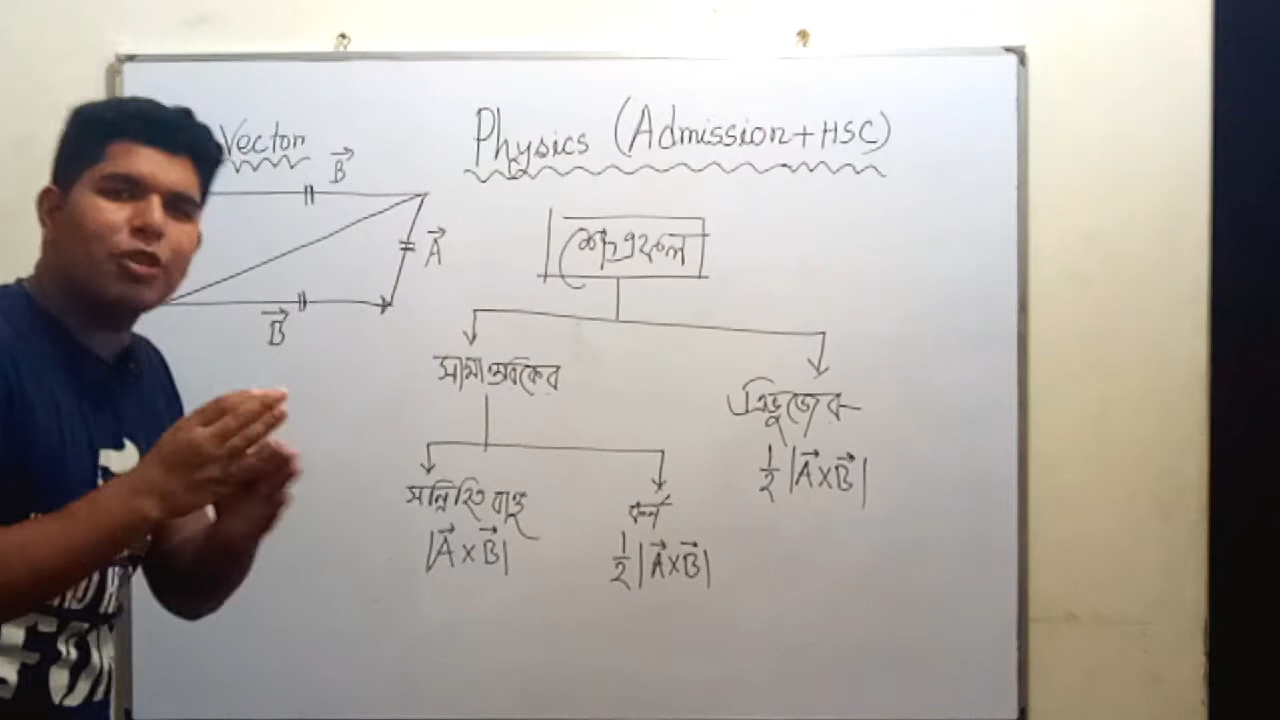 Vector
Physics (Admission + HSC)
B
A
B
ক্ষেত্রফল
সামান্তরিকের
ত্রিভুজের
1/2 |A×B|
সন্নিহিত বাহু
কর্ণ
|A×B|
1/2 |A×B|